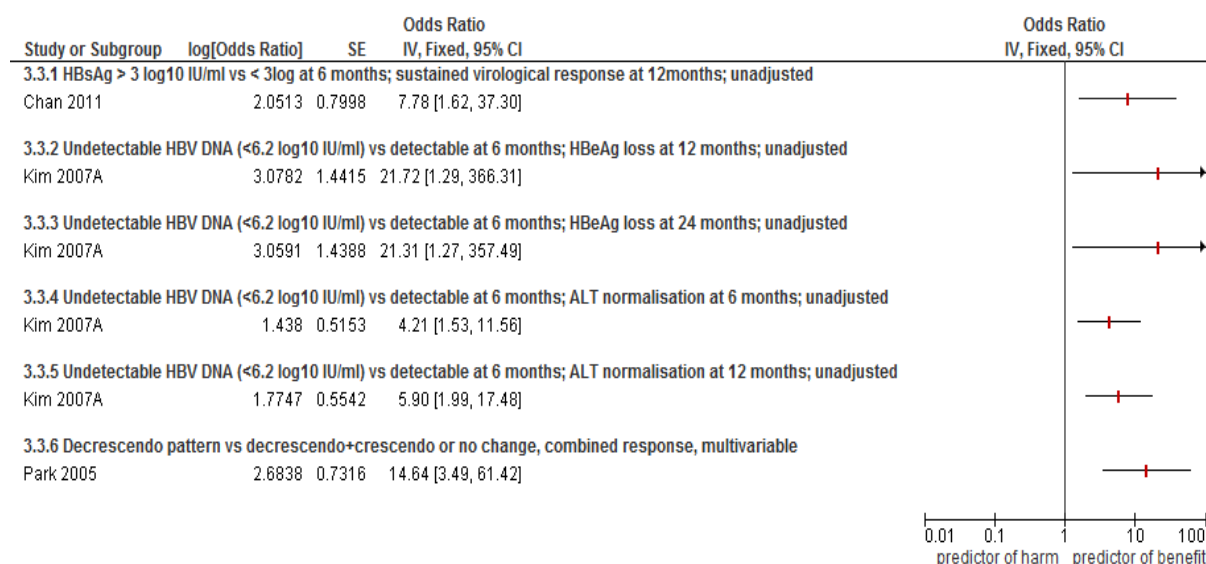 Odds Ratio Odds Ratio
Study or Subgroup log[Odds Ratio] SE IV, Fixed, 95% CI IV, Fixed, 95% CI
3.3.1 HBsAg > 3 log10 IU/ml vs < 3log at 6 months; sustained virological response at 12months; unadjusted
Chan 2011 2.0513 0.7998 7.78 [1.62, 37.30]
3.3.2 Undetectable HBV DNA (<6.2 log10 IU/ml) vs detectable at 6 months; HBeAg loss at 12 months; unadjusted
Kim 2007A 3.0782 1.4415 21.72 [1.29, 366.31]
3.3.3 Undetectable HBV DNA (<6.2 log10 IU/ml) vs detectable at 6 months; HBeAg loss at 24 months; unadjusted
Kim 2007A 3.0591 1.4388 21.31 [1.27, 357.49]
3.3.4 Undetectable HBV DNA (<6.2 log10 IU/ml) vs detectable at 6 months; ALT normalisation at 6 months; unadjusted
Kim 2007A 1.438 0.5153 4.21 [1.53, 11.56]
3.3.5 Undetectable HBV DNA (<6.2 log10 IU/ml) vs detectable at 6 months; ALT normalisation at 12 months; unadjusted
Kim 2007A 1.7747 0.5542 5.90 [1.99, 17.48]
3.3.6 Decrescendo pattern vs decrescendo+crescendo or no change, combined response, multivariable
Park 2005 2.6838 0.7316 14.64 [3.49, 61.42]
0.01 0.1 1 10 100
predictor of harm predictor of benefit